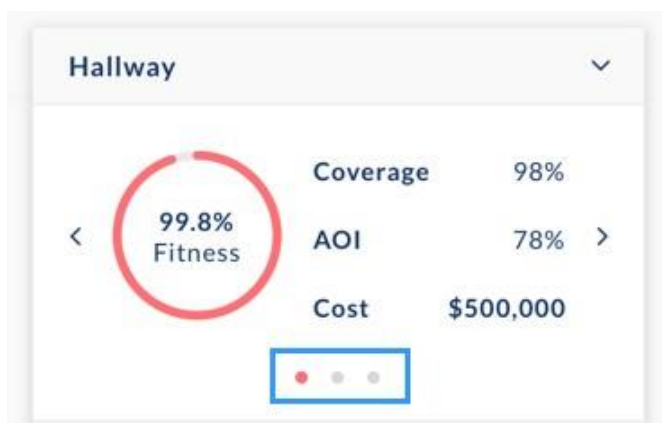 Hallway
Coverage 98%
99.8%
Fitness
AOI 78%
Cost $500,000